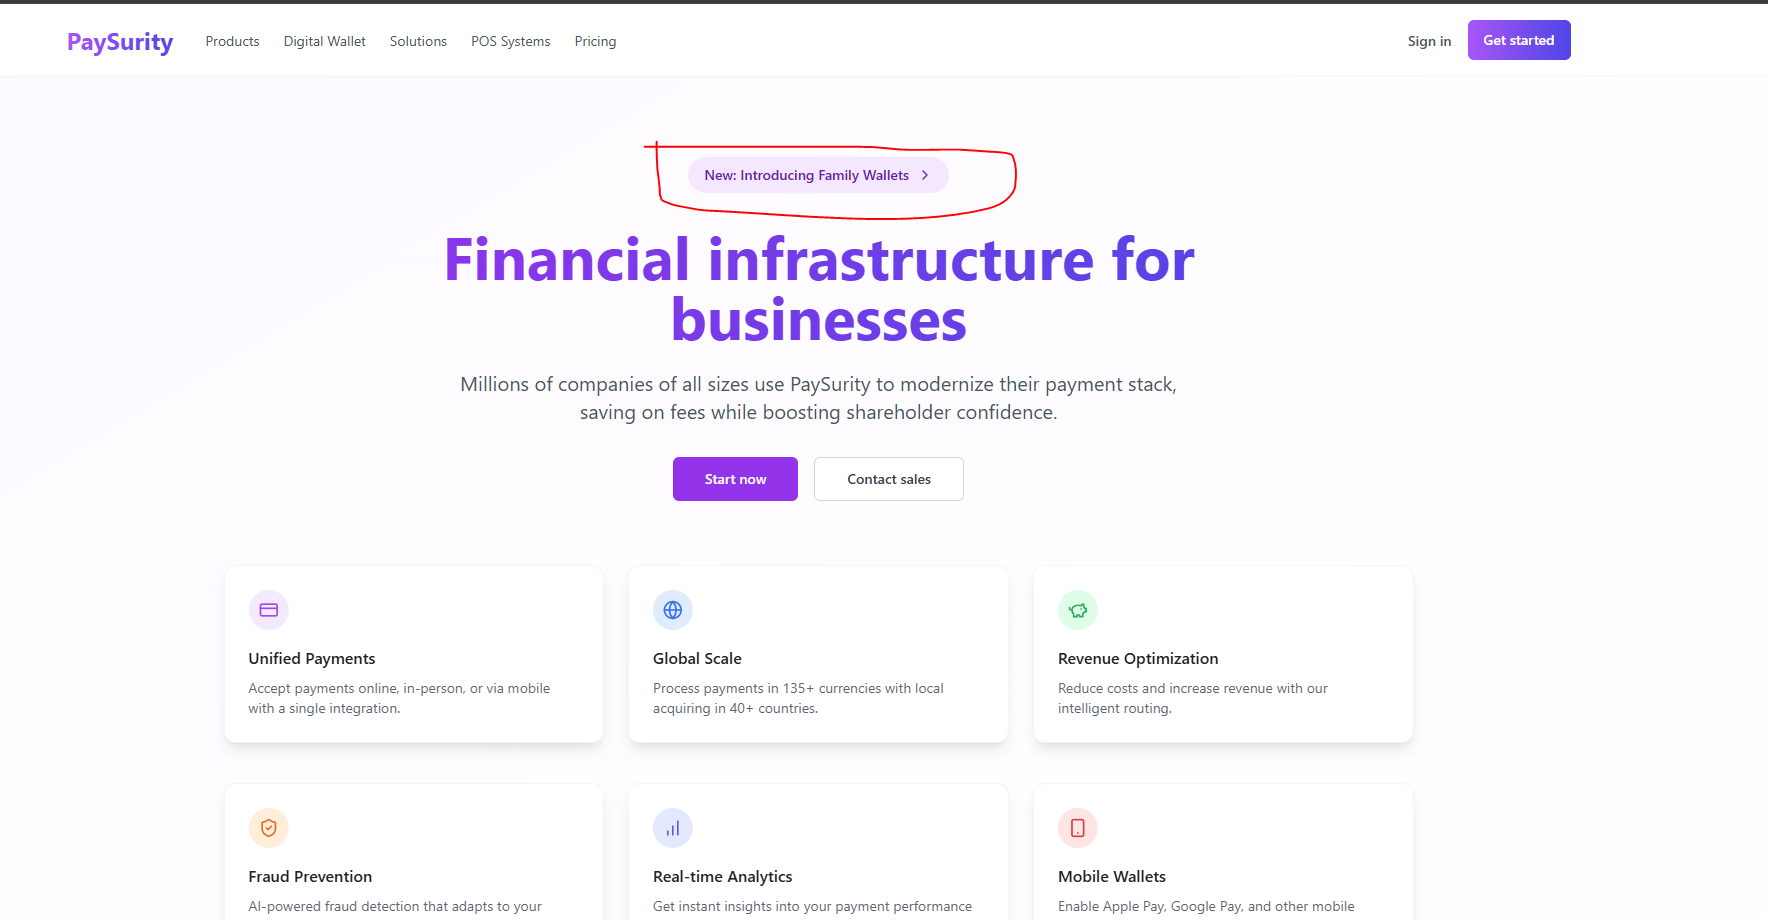 PaySurity
Products
Digital Wallet
Solutions
POS Systems
Pricing
Sign in
Get started
New: Introducing Family Wallets
Financial infrastructure for
businesses
Millions of companies of all sizes use PaySurity to modernize their payment stack,
saving on fees while boosting shareholder confidence.
Start now
Contact sales
Unified Payments
Accept payments online, in-person, or via mobile
with a single integration.
Global Scale
Process payments in 135+ currencies with local
acquiring in 40+ countries.
Revenue Optimization
Reduce costs and increase revenue with our
intelligent routing.
Fraud Prevention
AI-powered fraud detection that adapts to your
Real-time Analytics
Get instant insights into your payment performance
Mobile Wallets
Enable Apple Pay, Google Pay, and other mobile